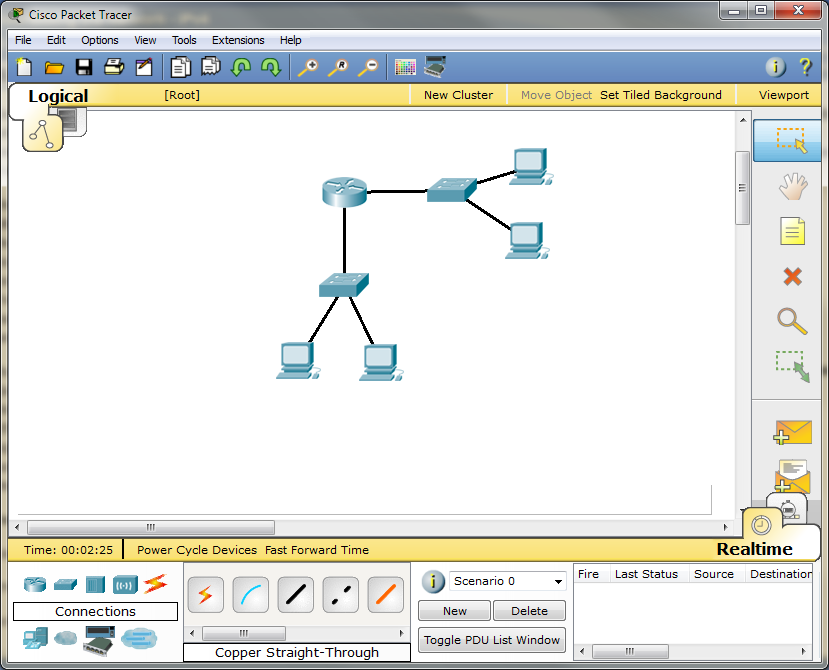 Cisco Packet Tracer
File Edit Options View Tools Extensions Help
Logical [Root] New Cluster Move Object Set Tiled Background Viewport
Time: 00:02:25 Power Cycle Devices Fast Forward Time Realtime
Connections
Copper Straight-Through
Scenario 0
New Delete
Toggle PDU List Window
Fire Last Status Source Destination